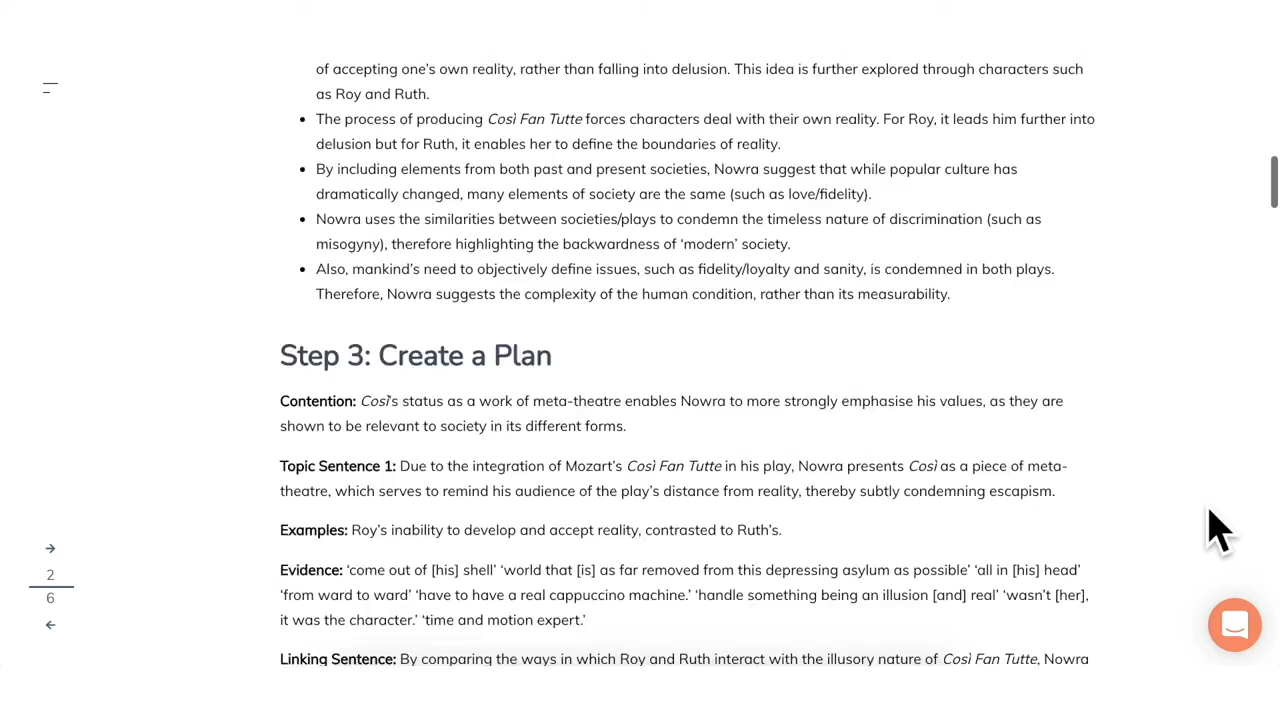 of accepting one's own reality, rather than falling into delusion. This idea is further explored through characters such
as Roy and Ruth.
• The process of producing Così Fan Tutte forces characters deal with their own reality. For Roy, it leads him further into
delusion but for Ruth, it enables her to define the boundaries of reality.
• By including elements from both past and present societies, Nowra suggest that while popular culture has
dramatically changed, many elements of society are the same (such as love/fidelity).
• Nowra uses the similarities between societies/plays to condemn the timeless nature of discrimination (such as
misogyny), therefore highlighting the backwardness of ‘modern’ society.
• Also, mankind's need to objectively define issues, such as fidelity/loyalty and sanity, is condemned in both plays.
Therefore, Nowra suggests the complexity of the human condition, rather than its measurability.
Step 3: Create a Plan
Contention: Così's status as a work of meta-theatre enables Nowra to more strongly emphasise his values, as they are
shown to be relevant to society in its different forms.
Topic Sentence 1: Due to the integration of Mozart's Così Fan Tutte in his play, Nowra presents Così as a piece of meta-
theatre, which serves to remind his audience of the play's distance from reality, thereby subtly condemning escapism.
Examples: Roy's inability to develop and accept reality, contrasted to Ruth's.
Evidence: ‘come out of [his] shell’ ‘world that [is] as far removed from this depressing asylum as possible’ ‘all in [his] head’
‘from ward to ward’ ‘have to have a real cappuccino machine.’ ‘handle something being an illusion [and] real’ ‘wasn't [her],
it was the character.’ ‘time and motion expert.’
Linking Sentence: By comparing the ways in which Roy and Ruth interact with the illusory nature of Così Fan Tutte, Nowra
2
6